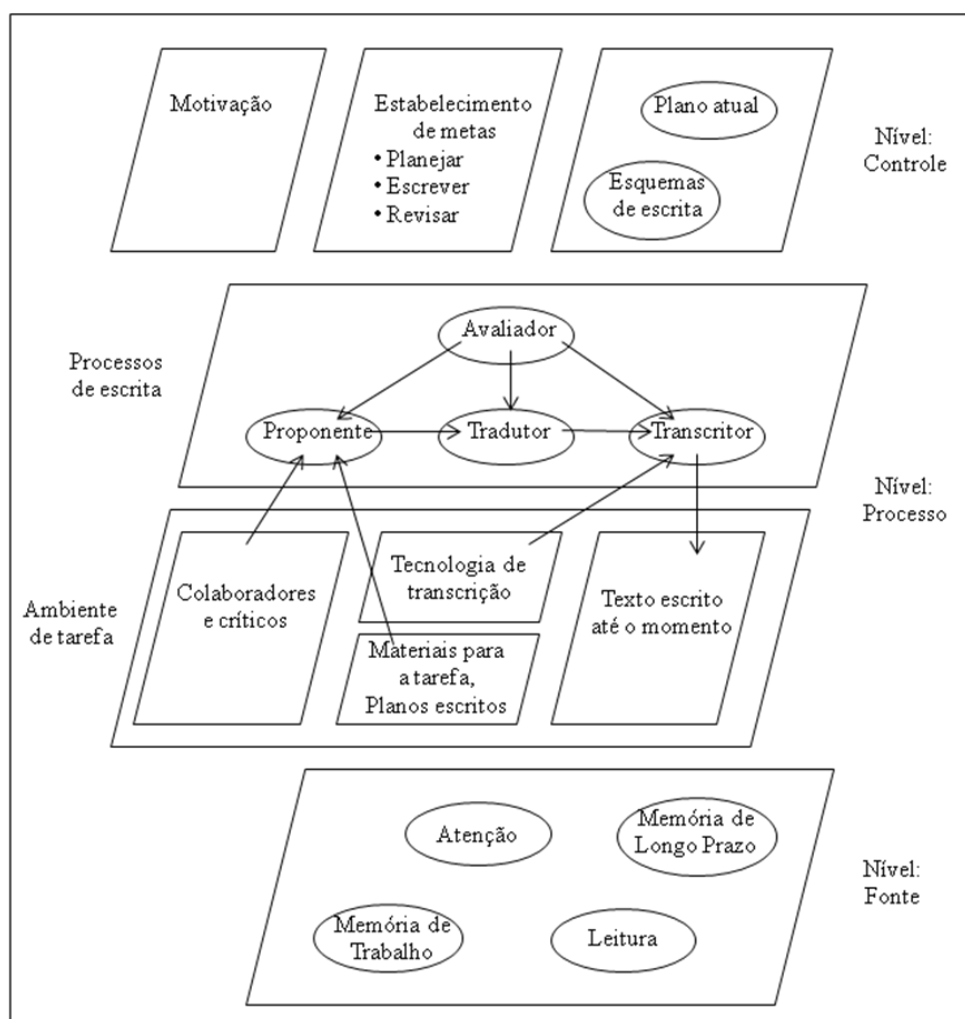 Motivação
Estabelecimento
de metas
• Planejar
• Escrever
• Revisar
Plano atual
Esquemas
de escrita
Nível:
Controle
Processos
de escrita
Avaliador
Proponente
Tradutor
Transcritor
Nível:
Processo
Ambiente
de tarefa
Colaboradores
e críticos
Tecnologia de
transcrição
Materiais para
a tarefa,
Planos escritos
Texto escrito
até o momento
Atenção
Memória de
Longo Prazo
Memória de
Trabalho
Leitura
Nível:
Fonte